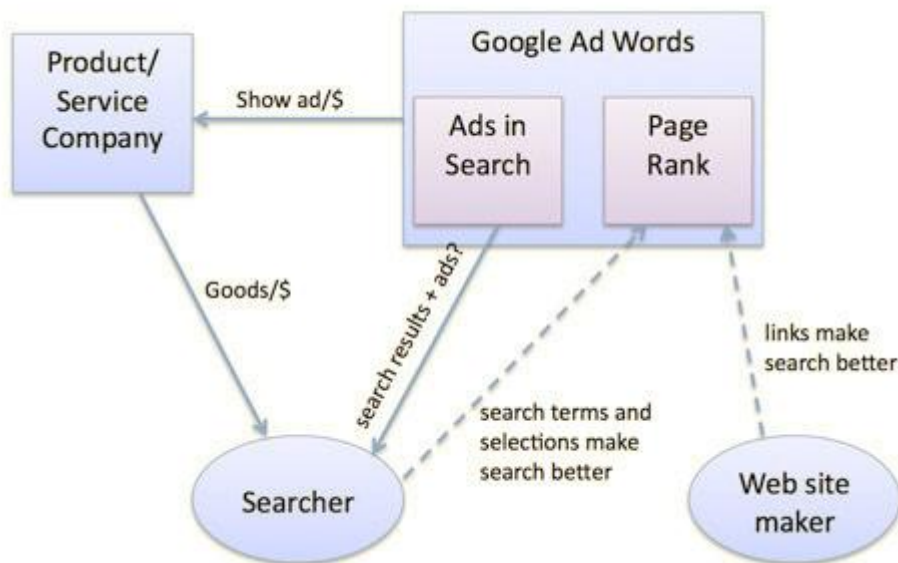 Google Ad Words
Product/
Service
Company
Show ad/$
Ads in
Search
Page
Rank
Goods/$
search results + ads?
links make
search better
search terms and
selections make
search better
Searcher
Web site
maker